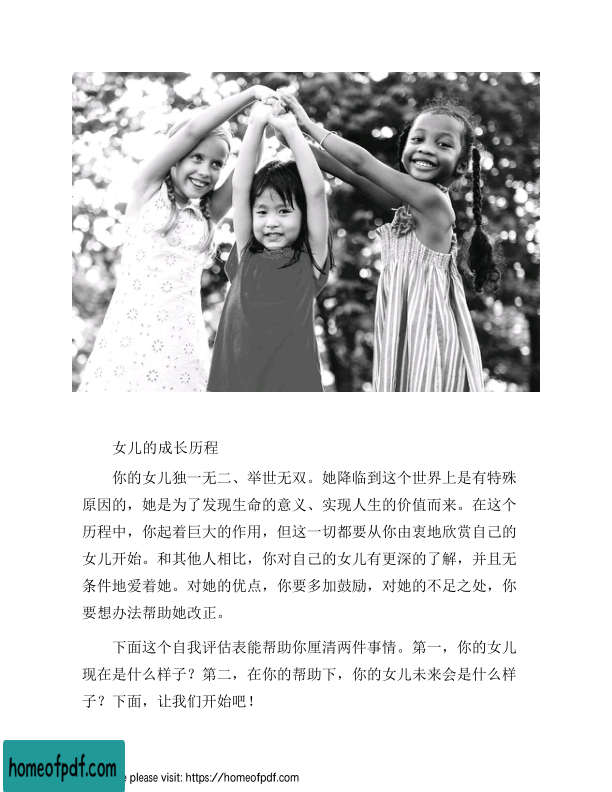 女儿的成长历程
你的女儿独一无二、举世无双。她降临到这个世界上是有特殊
原因的，她是为了发现生命的意义、实现人生的价值而来。在这个
历程中，你起着巨大的作用，但这一切都要从你由衷地欣赏自己的
女儿开始。和其他人相比，你对自己的女儿有更深的了解，并且无
条件地爱着她。对她的优点，你要多加鼓励，对她的不足之处，你
要想办法帮助她改正。
下面这个自我评估表能帮助你厘清两件事情。第一，你的女儿
现在是什么样子？第二，在你的帮助下，你的女儿未来会是什么样
子？下面，让我们开始吧！
homeofpdf.com
please visit: https://homeofpdf.com